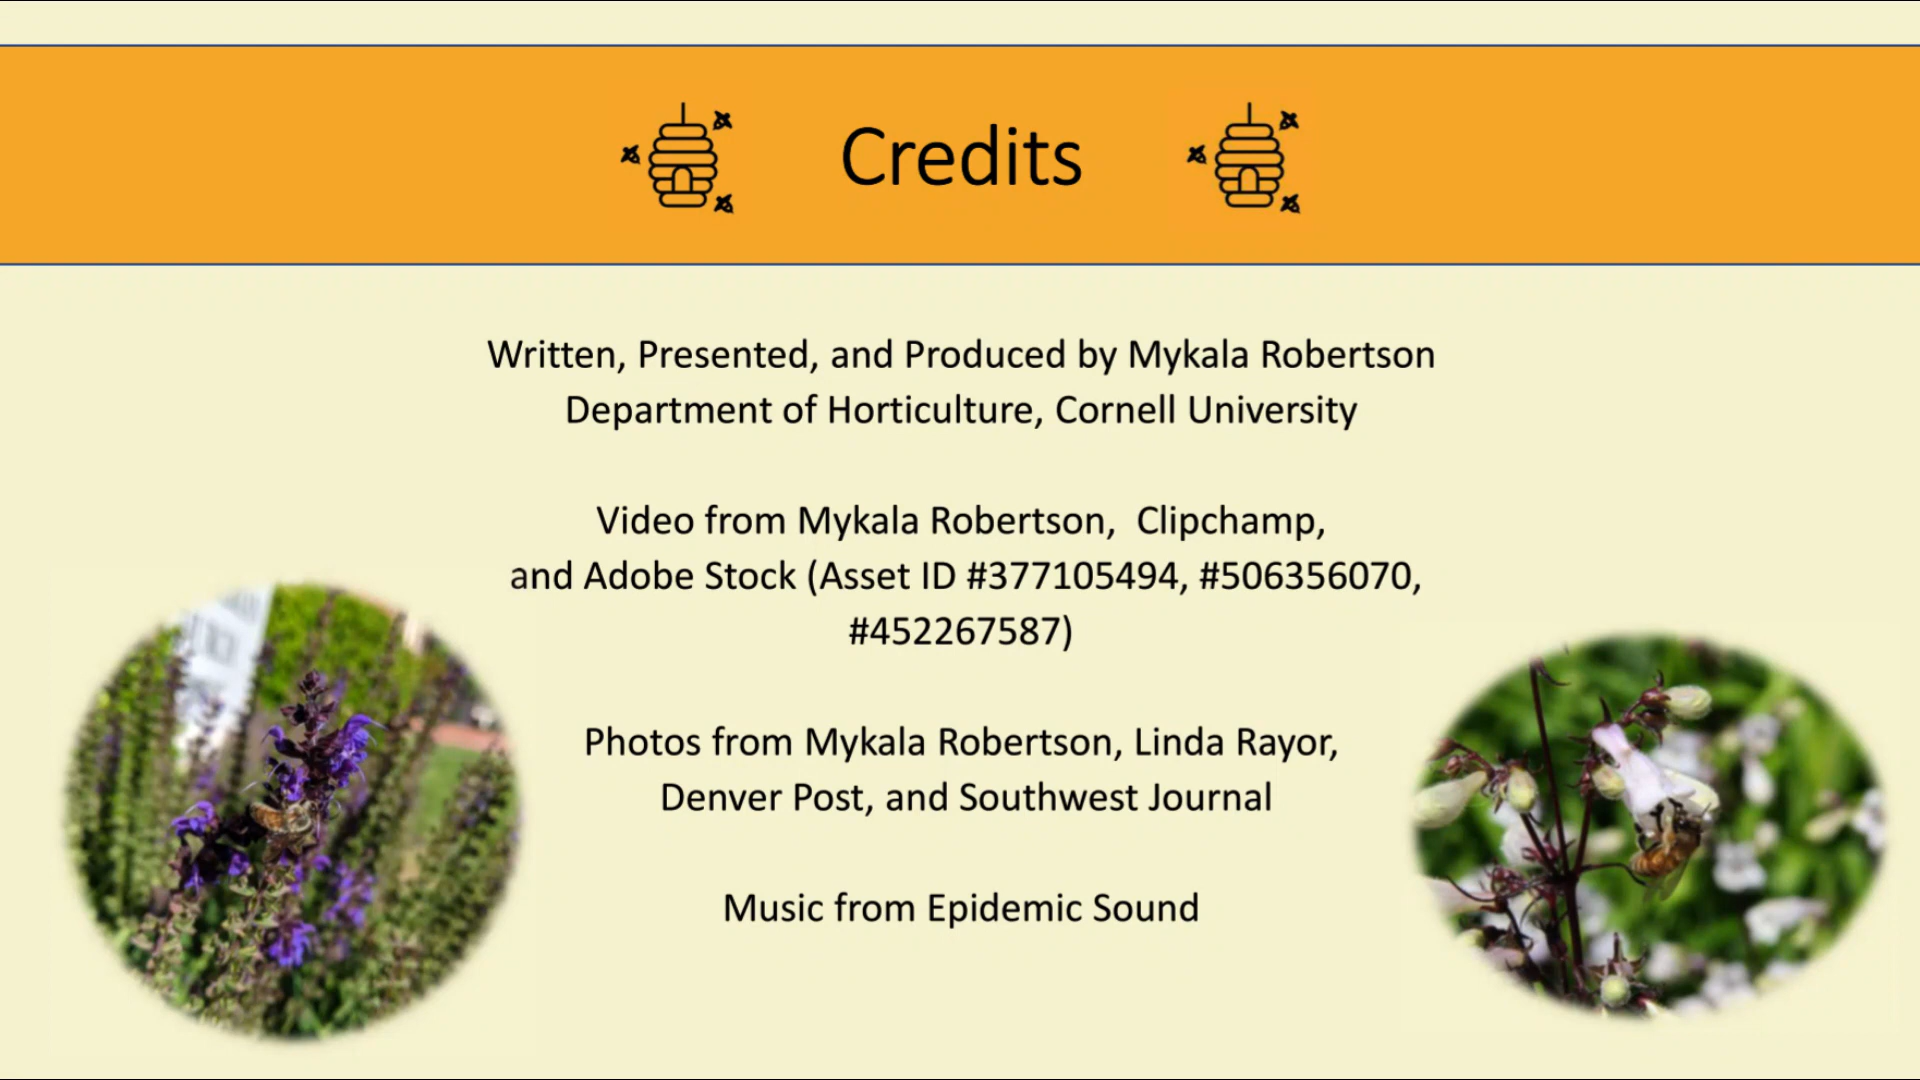 Credits
Written, Presented, and Produced by Mykala Robertson
Department of Horticulture, Cornell University
Video from Mykala Robertson,  Clipchamp,
and Adobe Stock (Asset ID #377105494, #506356070,
#452267587)
Photos from Mykala Robertson, Linda Rayor,
Denver Post, and Southwest Journal
Music from Epidemic Sound